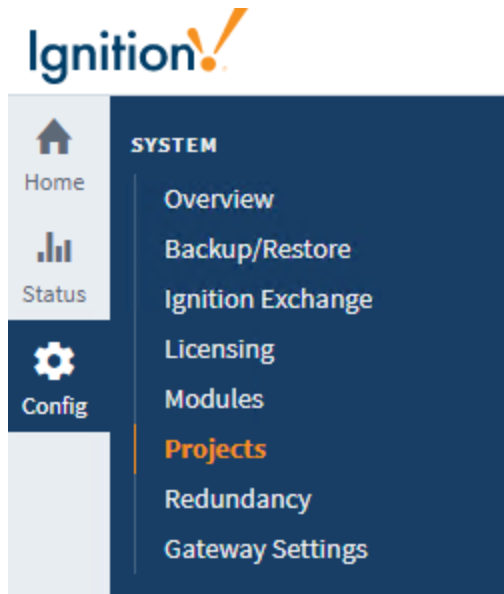 Ignition!
Home
Status
Config
SYSTEM
Overview
Backup/Restore
Ignition Exchange
Licensing
Modules
Projects
Redundancy
Gateway Settings